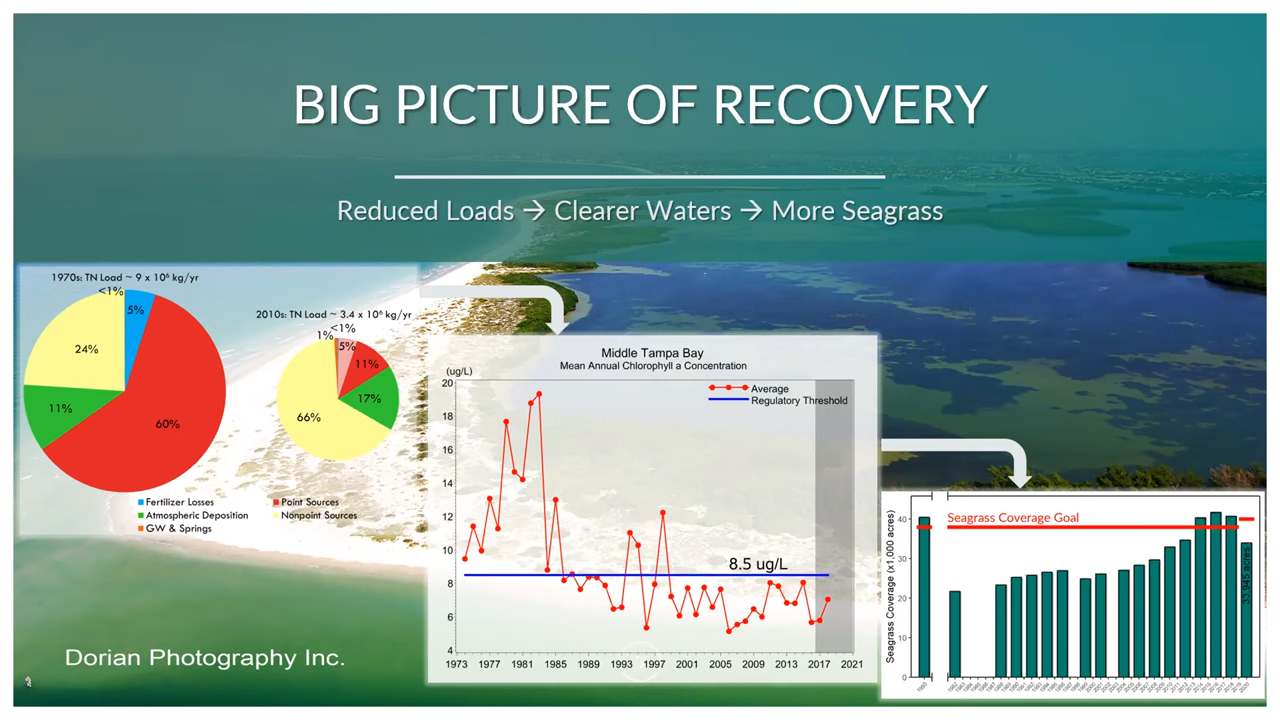 BIG PICTURE OF RECOVERY
Reduced Loads → Clearer Waters → More Seagrass
1970s: TN Load ~ 9 x 10⁶ kg/yr
<1%
5%
24%
11%
60%
2010s: TN Load ~ 3.4 x 10⁶ kg/yr
<1%
1%
5%
11%
17%
66%
Fertilizer Losses
Point Sources
Atmospheric Deposition
Nonpoint Sources
GW & Springs
Middle Tampa Bay
Mean Annual Chlorophyll a Concentration
(ug/L)
Average
Regulatory Threshold
20
18
16
14
12
10
8
6
4
8.5 ug/L
1973 1977 1981 1985 1989 1993 1997 2001 2005 2009 2013 2017 2021
Seagrass Coverage Goal
Seagrass Coverage (x1,000 acres)
40
30
20
10
0
Dorian Photography Inc.